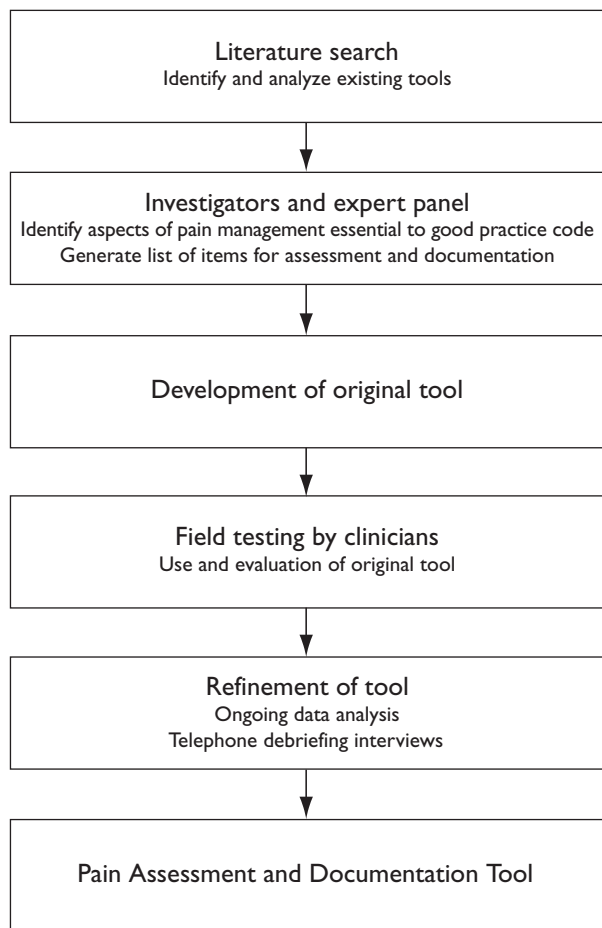 Literature search
Identify and analyze existing tools
Investigators and expert panel
Identify aspects of pain management essential to good practice code
Generate list of items for assessment and documentation
Development of original tool
Field testing by clinicians
Use and evaluation of original tool
Refinement of tool
Ongoing data analysis
Telephone debriefing interviews
Pain Assessment and Documentation Tool